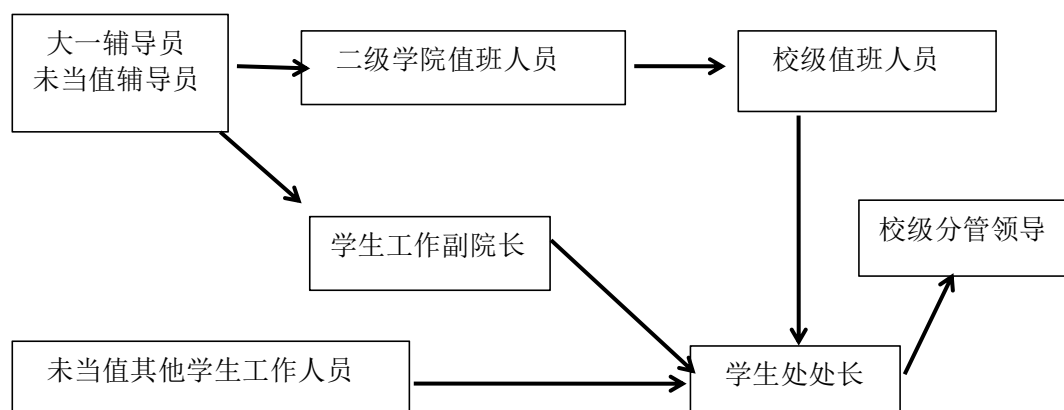 大一辅导员
未当值辅导员
二级学院值班人员
校级值班人员
学生工作副院长
校级分管领导
未当值其他学生工作人员
学生处处长